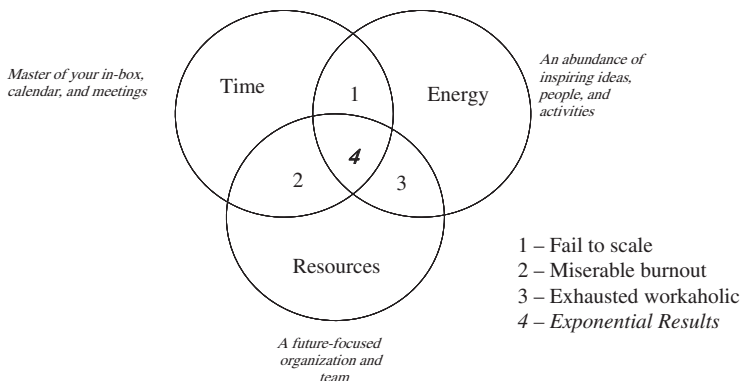 Master of your in-box,
calendar, and meetings
Time
1
Energy
An abundance of
inspiring ideas,
people, and
activities
4
2
3
Resources
A future-focused
organization and
team
1 – Fail to scale
2 – Miserable burnout
3 – Exhausted workaholic
4 – Exponential Results